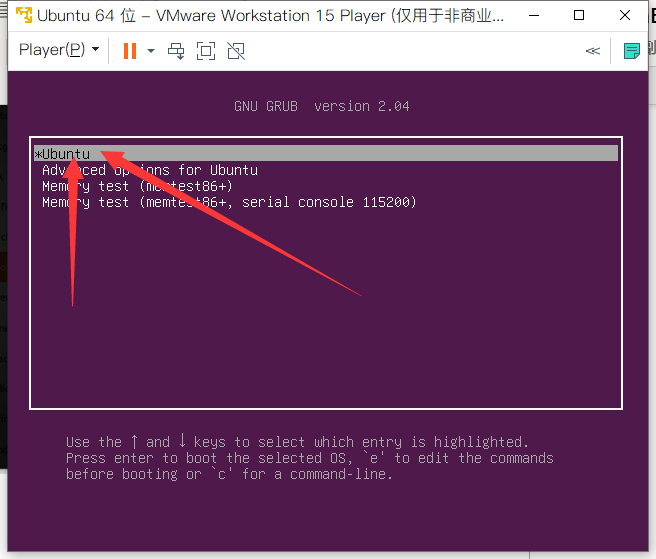 Ubuntu 64 位 - VMware Workstation 15 Player (仅用于非商业...
Player(P)
GNU GRUB version 2.04
*Ubuntu
Advanced options for Ubuntu
Memory test (memtest86+)
Memory test (memtest86+, serial console 115200)
Use the ↑ and ↓ keys to select which entry is highlighted.
Press enter to boot the selected OS, `e' to edit the commands
before booting or `c' for a command-line.